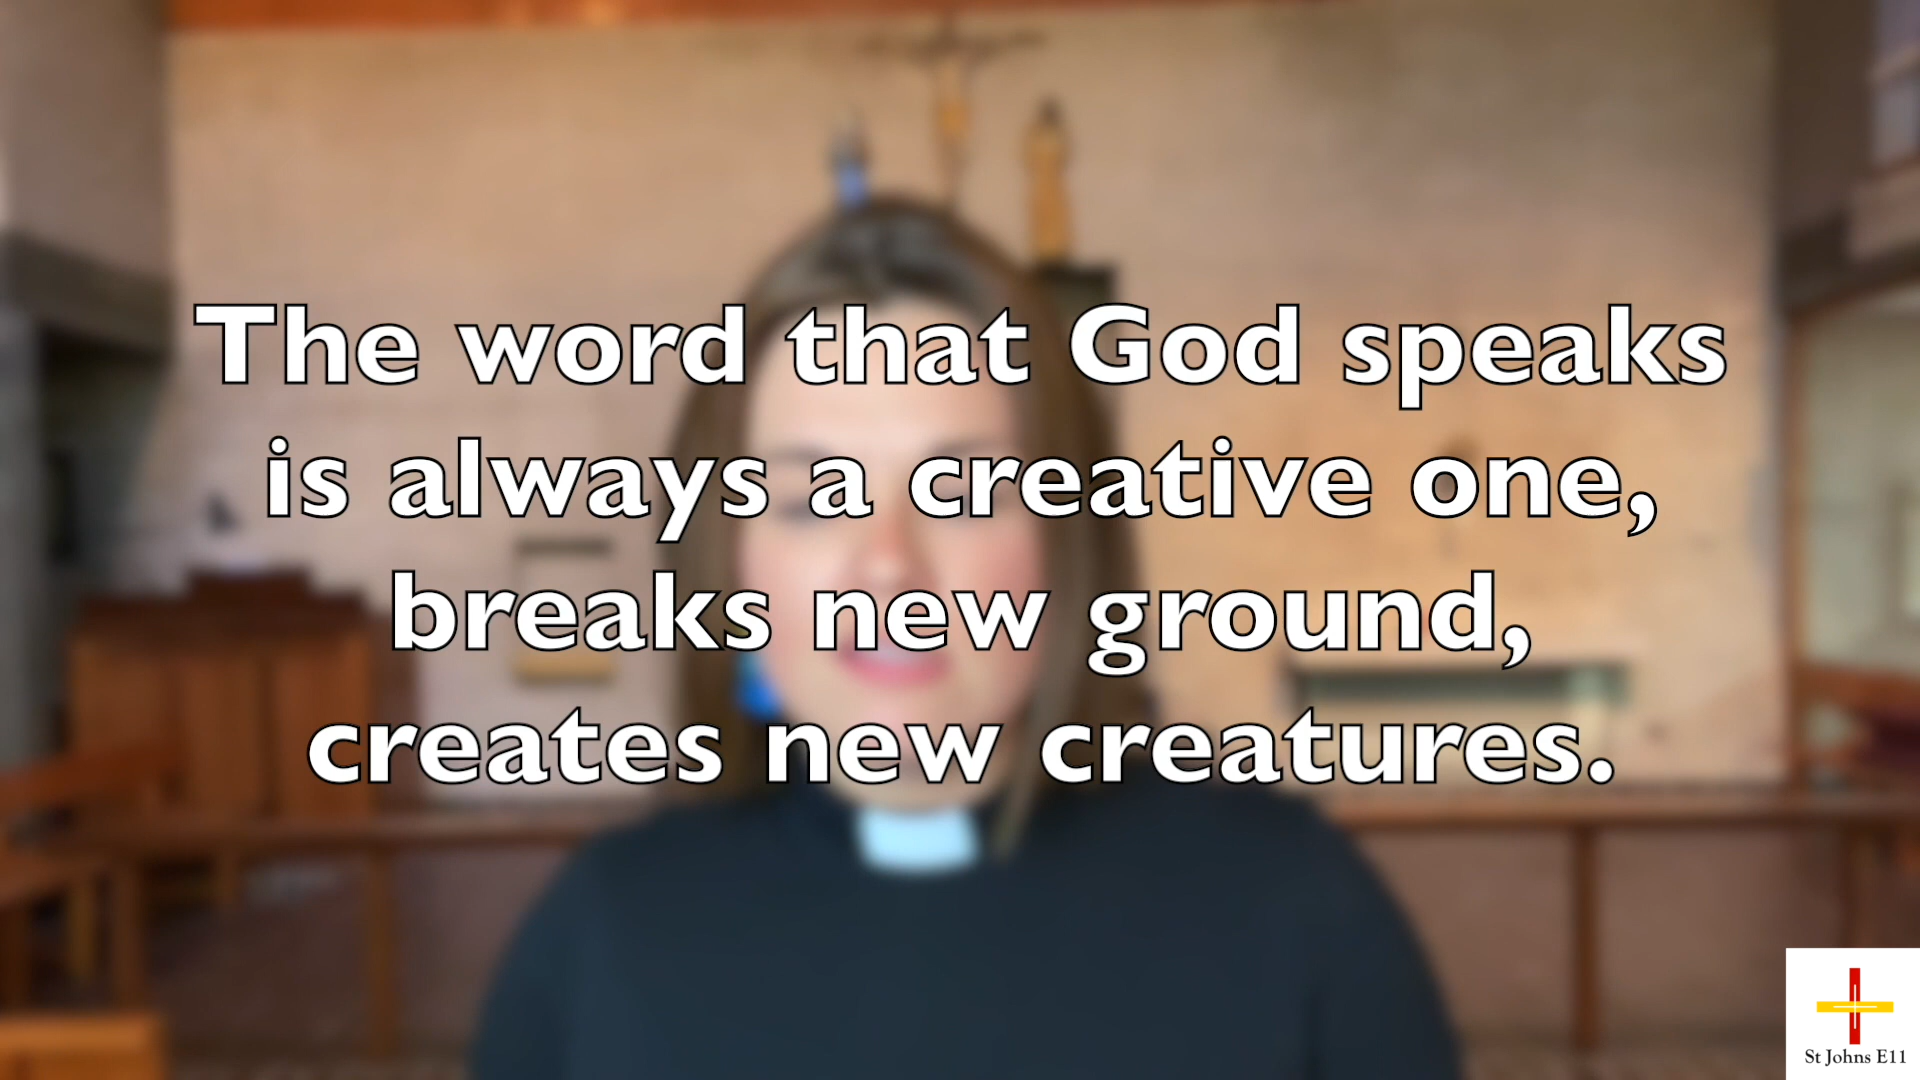 The word that God speaks
is always a creative one,
breaks new ground,
creates new creatures.
St Johns E11